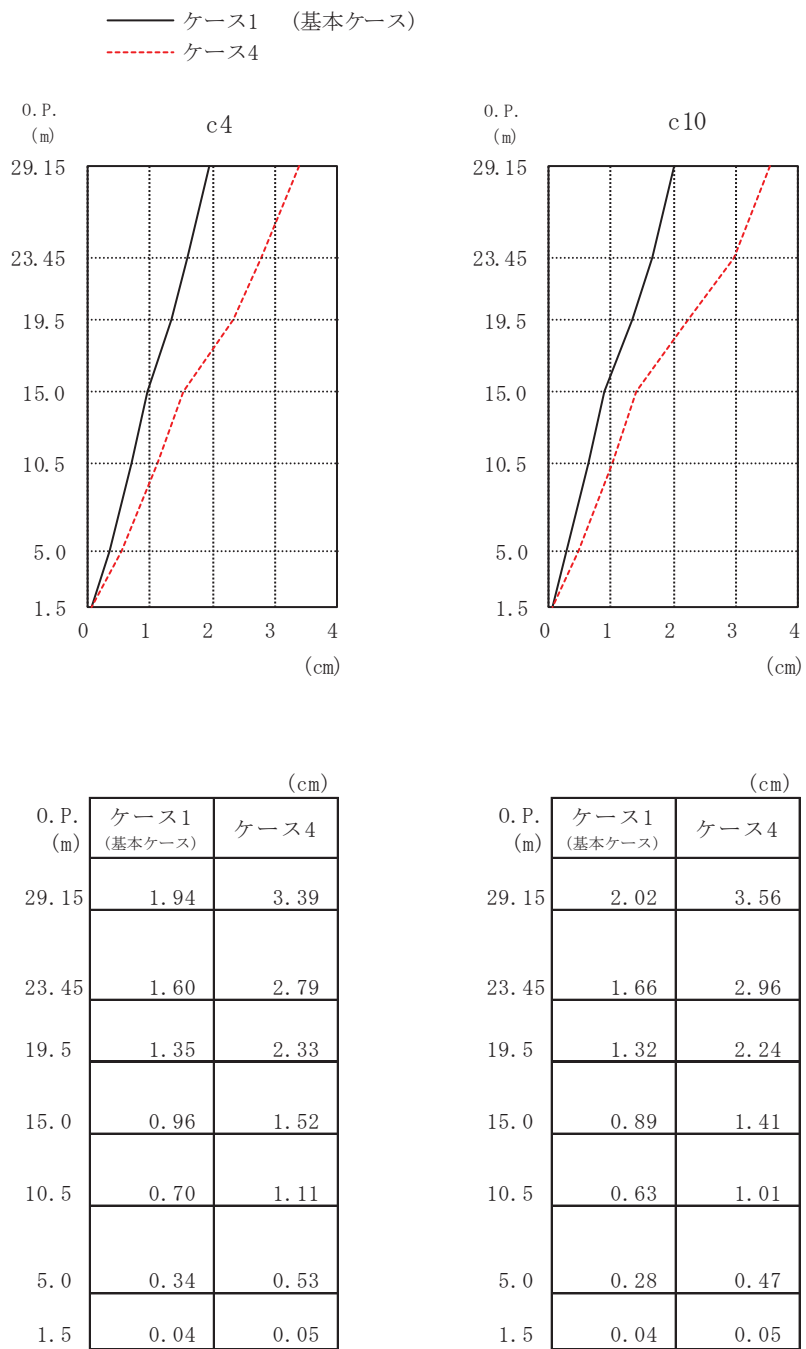 ケース1 (基本ケース)
ケース4
O.P.
(m)
c4
29.15
23.45
19.5
15.0
10.5
5.0
1.5
0 1 2 3 4
(cm)
O.P.
(m)
c10
29.15
23.45
19.5
15.0
10.5
5.0
1.5
0 1 2 3 4
(cm)
(cm)
O.P.
(m)
ケース1
(基本ケース)
ケース4
29.15 1.94 3.39
23.45 1.60 2.79
19.5 1.35 2.33
15.0 0.96 1.52
10.5 0.70 1.11
5.0 0.34 0.53
1.5 0.04 0.05
(cm)
O.P.
(m)
ケース1
(基本ケース)
ケース4
29.15 2.02 3.56
23.45 1.66 2.96
19.5 1.32 2.24
15.0 0.89 1.41
10.5 0.63 1.01
5.0 0.28 0.47
1.5 0.04 0.05